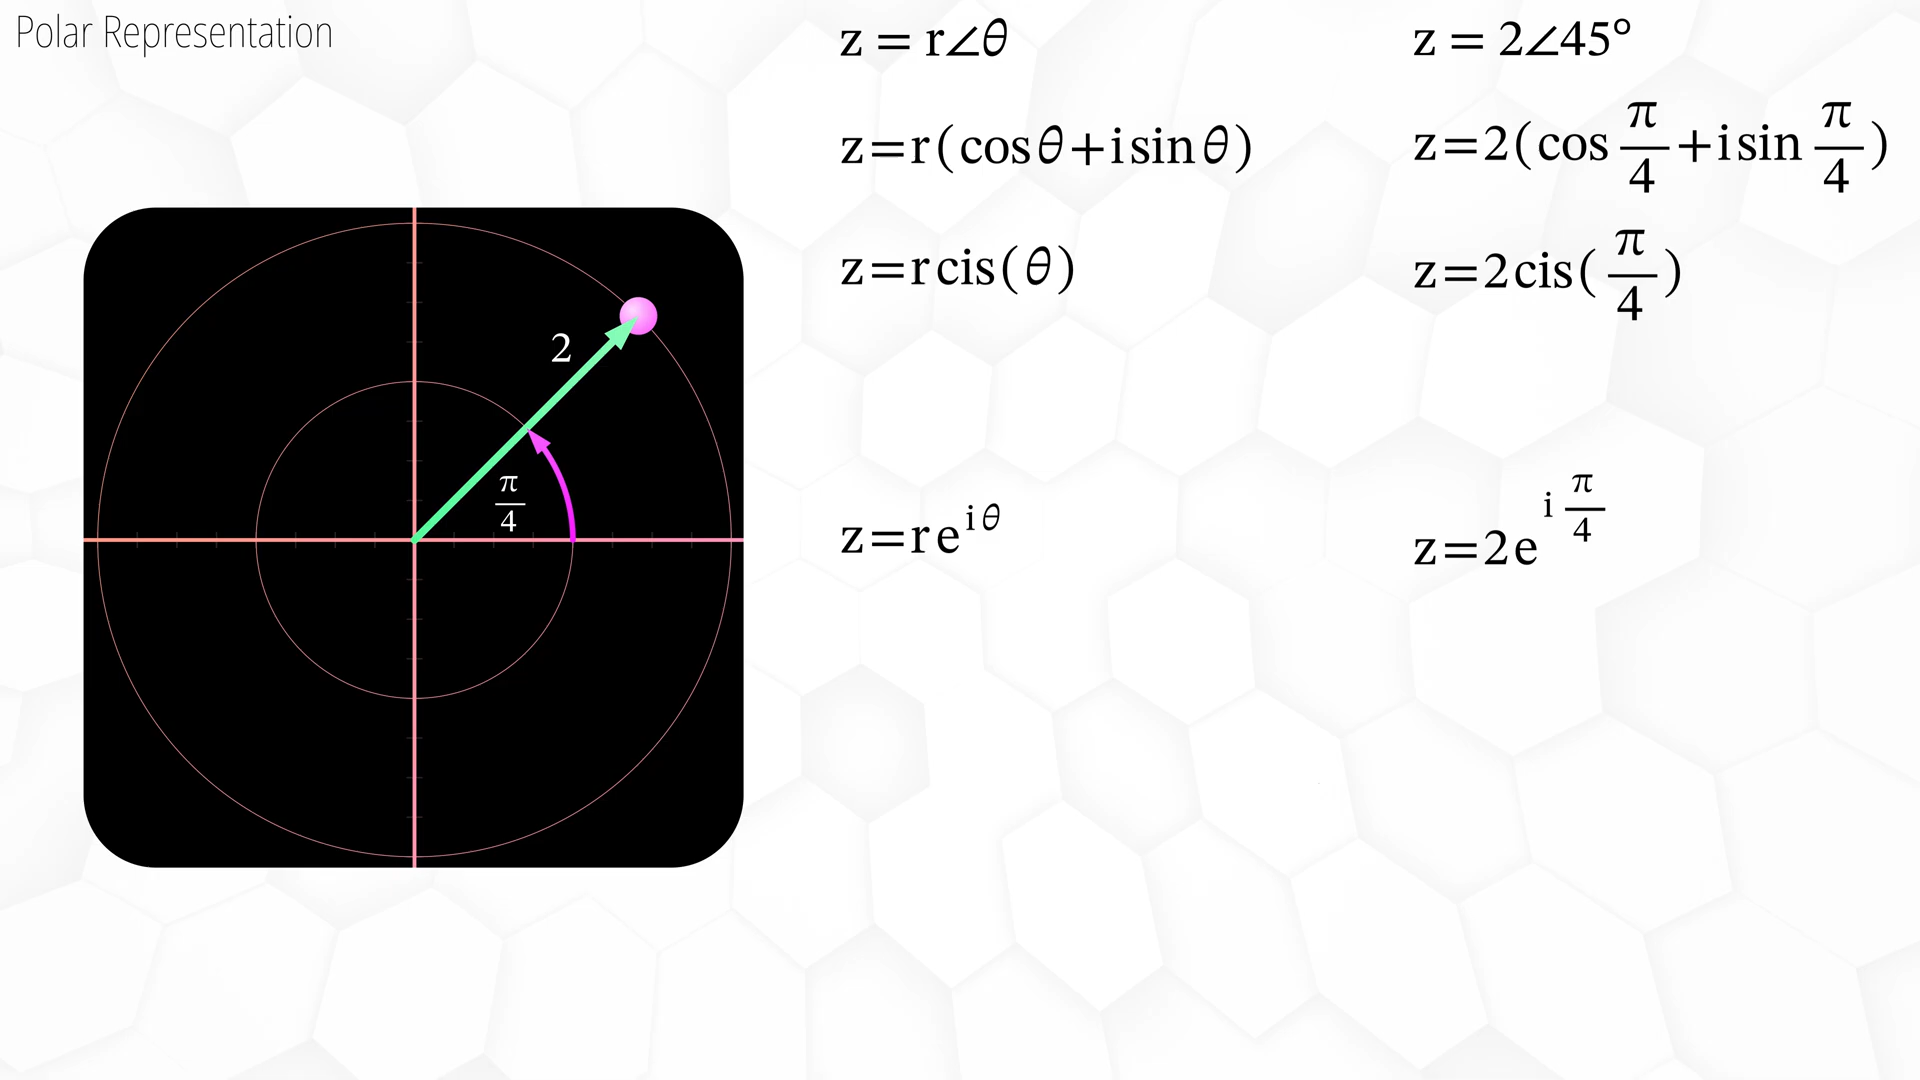 Polar Representation
z = r∠θ
z = 2∠45°
z=r(cosθ+isinθ)
z=2(cos π/4 +isin π/4)
z=rcis(θ)
z=2cis(π/4)
2
π/4
z=re^{iθ}
z=2e^{i π/4}